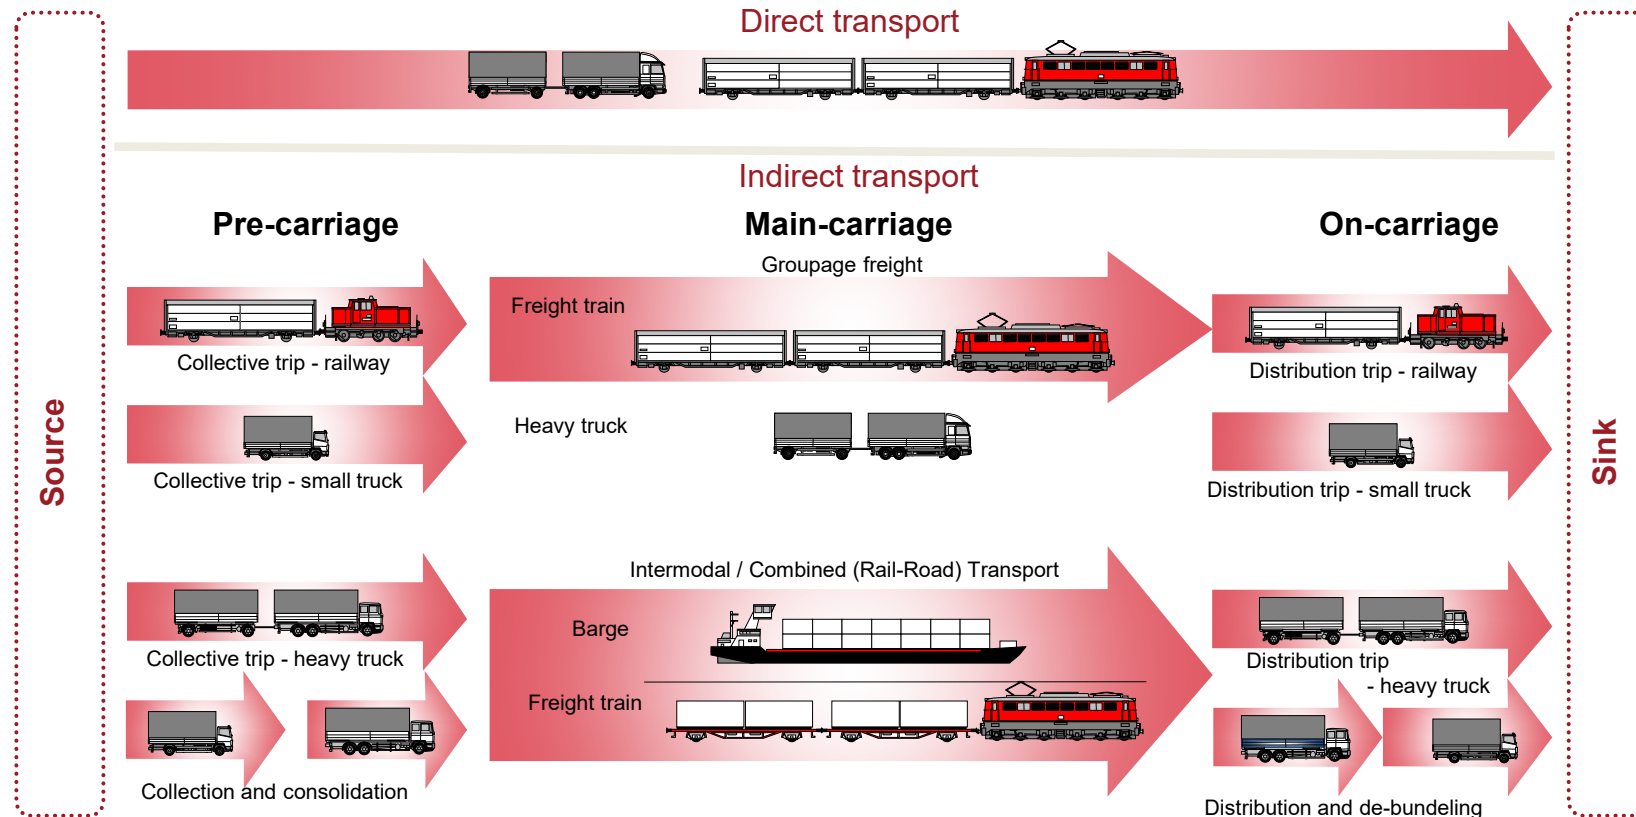 Direct transport
Indirect transport
Pre-carriage
Main-carriage
On-carriage
Source
Sink
Groupage freight
Freight train
Collective trip - railway
Distribution trip - railway
Heavy truck
Collective trip - small truck
Distribution trip - small truck
Intermodal / Combined (Rail-Road) Transport
Barge
Collective trip - heavy truck
Distribution trip
- heavy truck
Freight train
Collection and consolidation
Distribution and de-bundeling